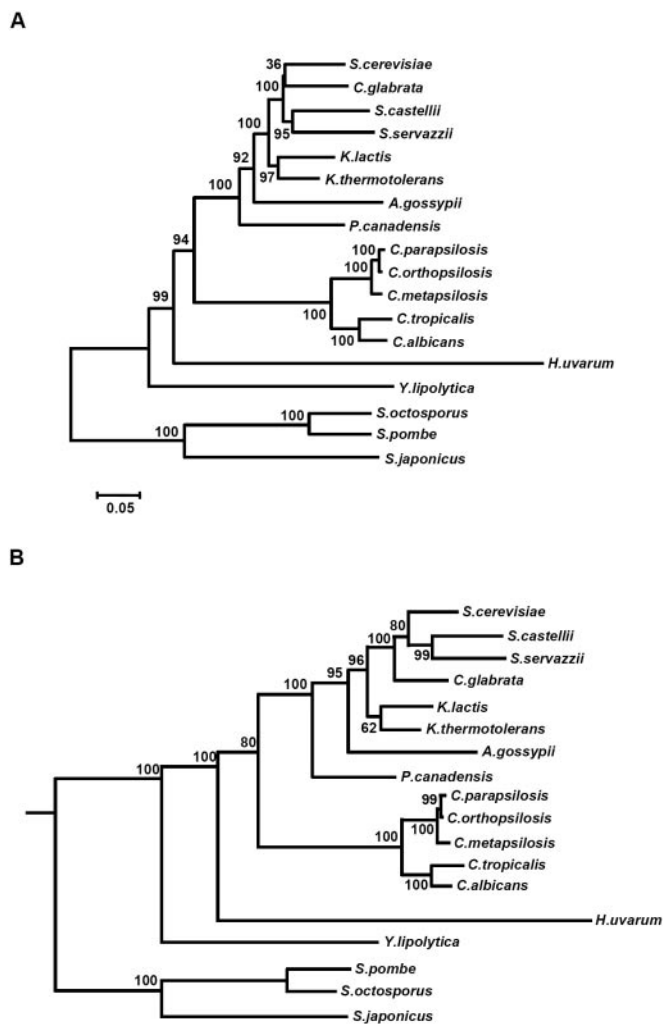 A
36
S.cerevisiae
100
C.glabrata
S.castellii
100
95
S.servazzii
92
K.lactis
97
K.thermotolerans
100
A.gossypii
P.canadensis
94
100
C.parapsilosis
100
C.orthopsilosis
C.metapsilosis
99
100
C.tropicalis
100
C.albicans
H.uvarum
Y.lipolytica
100
S.octosporus
100
S.pombe
S.japonicus
0.05
B
S.cerevisiae
80
100
S.castellii
99
S.servazzii
96
95
C.glabrata
100
K.lactis
62
K.thermotolerans
80
A.gossypii
100
100
P.canadensis
99
C.parapsilosis
C.orthopsilosis
100
100
C.metapsilosis
C.tropicalis
100
C.albicans
H.uvarum
Y.lipolytica
S.pombe
100
S.octosporus
S.japonicus